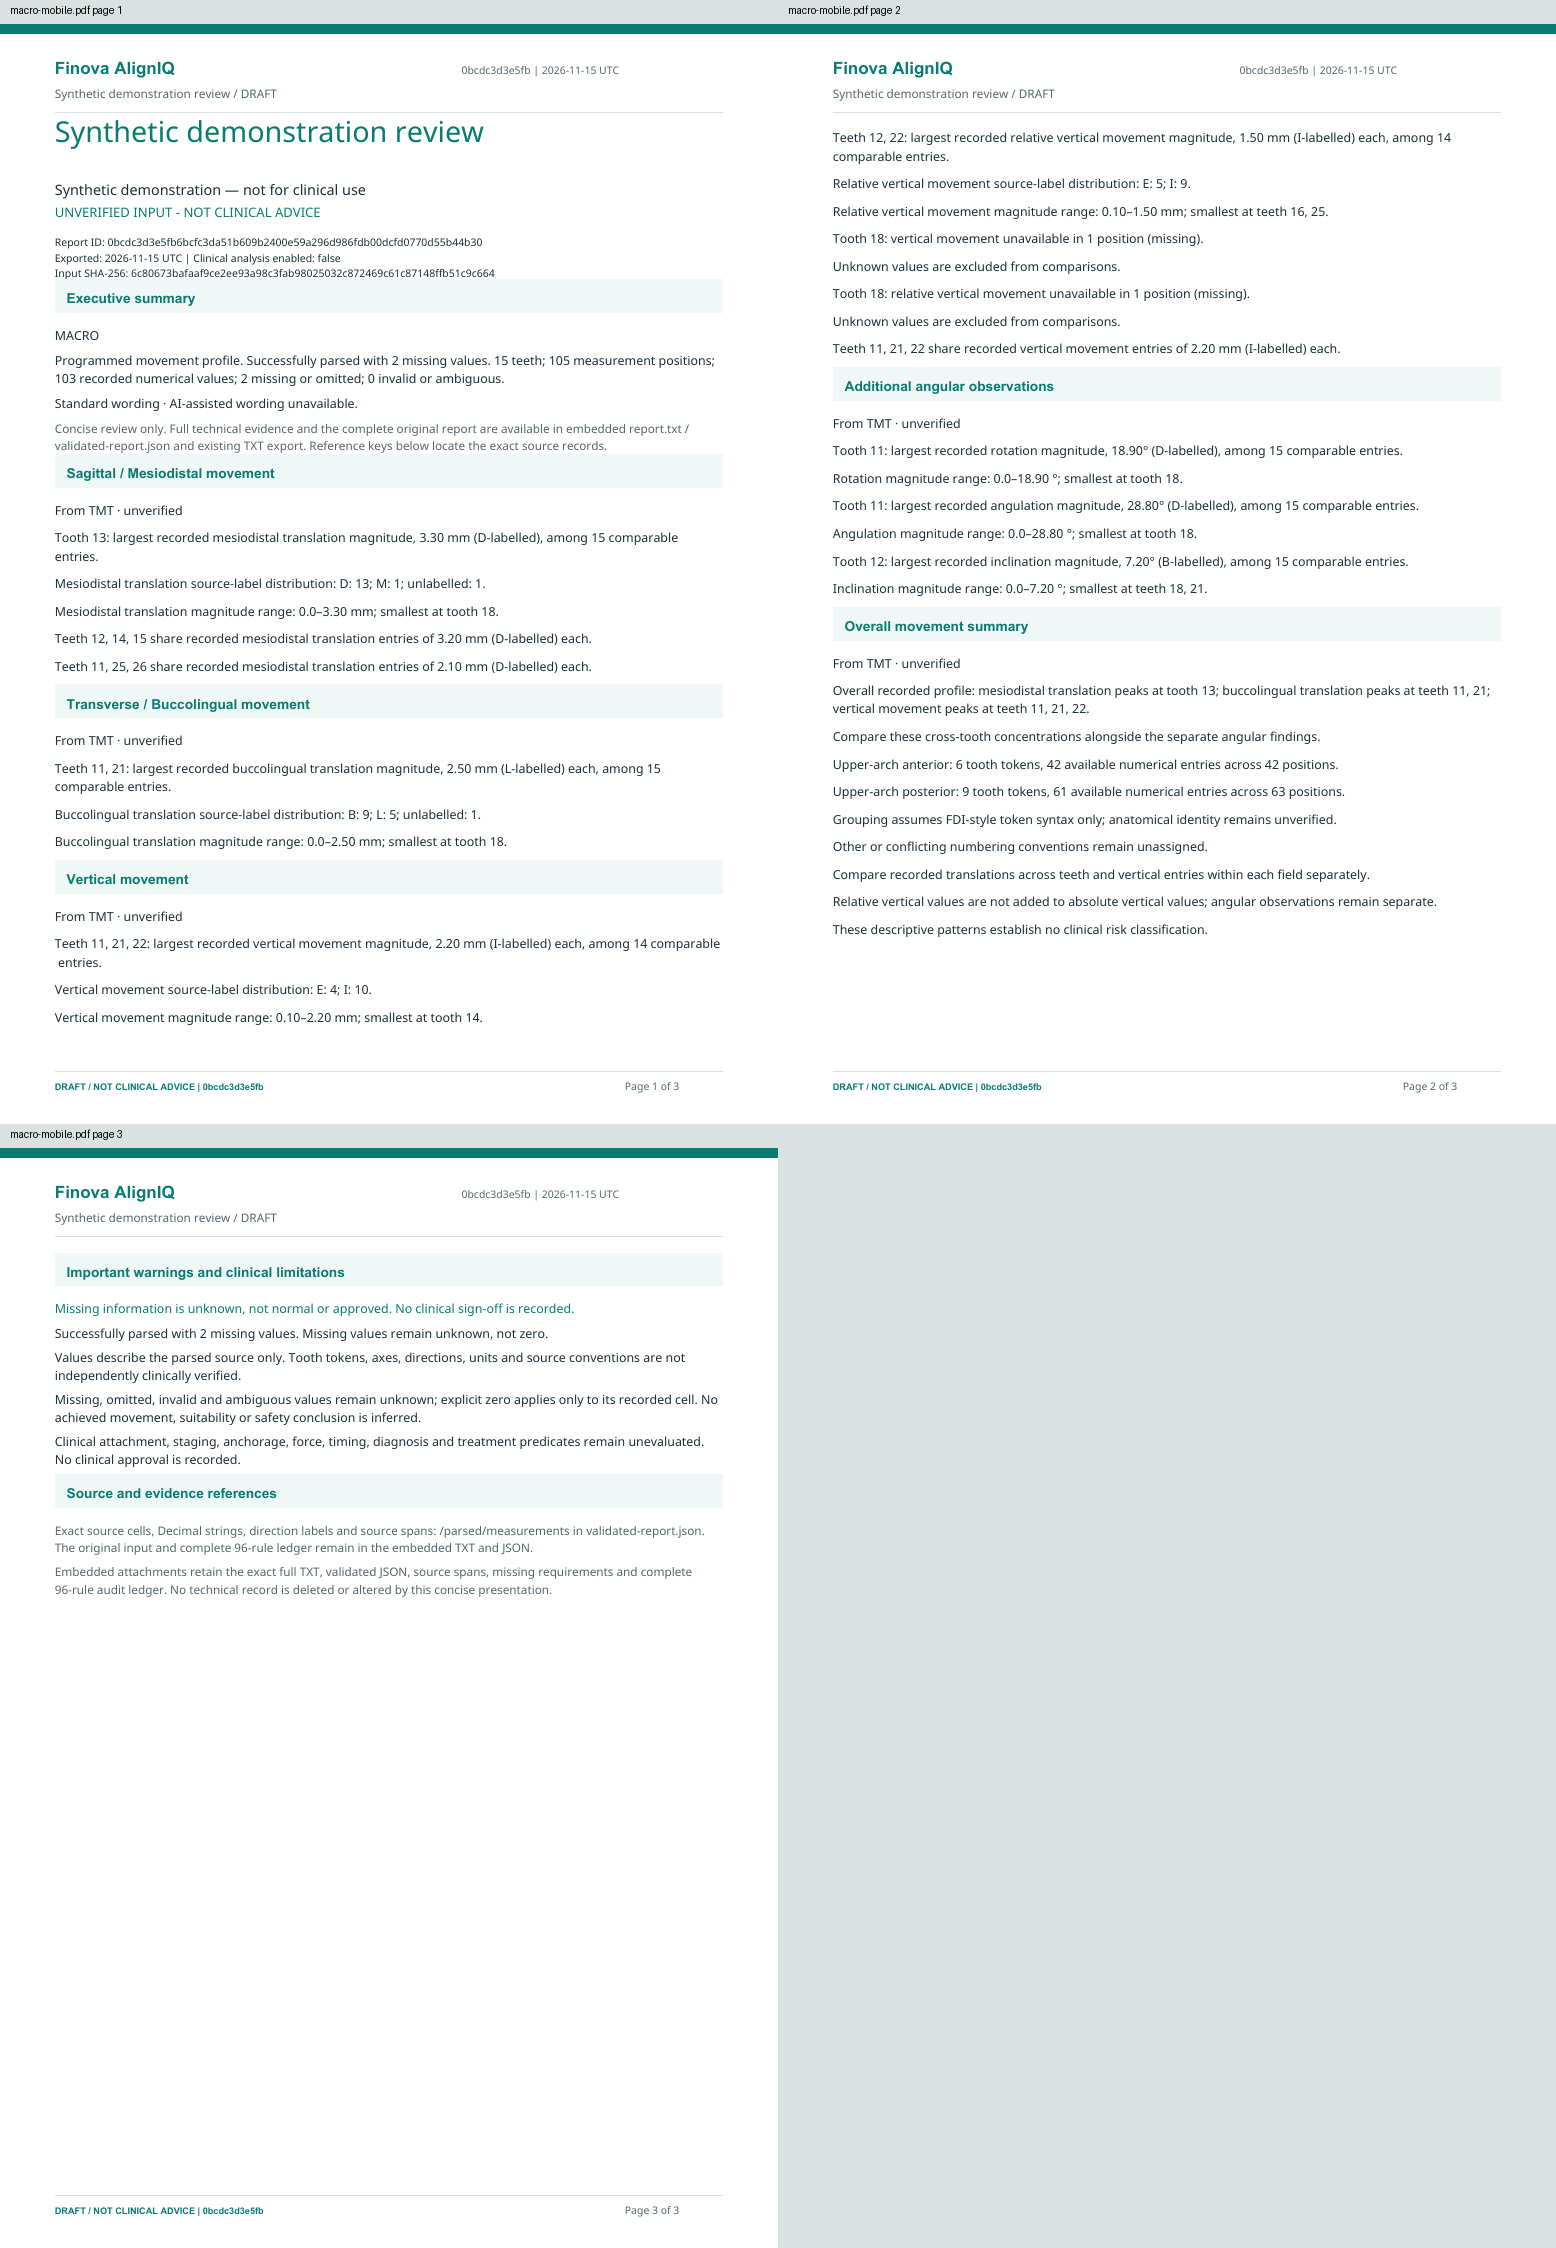 macro-mobile.pdf page 1
Finova AlignIQ
0bcdc3d3e5fb | 2026-11-15 UTC
Synthetic demonstration review / DRAFT
Synthetic demonstration review
Synthetic demonstration — not for clinical use
UNVERIFIED INPUT - NOT CLINICAL ADVICE
Report ID: 0bcdc3d3e5fb6bcfc3da51b609b2400e59a296d986fdb00dcfd0770d55b44b30
Exported: 2026-11-15 UTC | Clinical analysis enabled: false
Input SHA-256: 6c80673bafaaf9ce2ee93a98c3fab98025032c872469c61c87148ffb51c9c664
Executive summary
MACRO
Programmed movement profile. Successfully parsed with 2 missing values. 15 teeth; 105 measurement positions;
103 recorded numerical values; 2 missing or omitted; 0 invalid or ambiguous.
Standard wording · AI-assisted wording unavailable.
Concise review only. Full technical evidence and the complete original report are available in embedded report.txt /
validated-report.json and existing TXT export. Reference keys below locate the exact source records.
Sagittal / Mesiodistal movement
From TMT · unverified
Tooth 13: largest recorded mesiodistal translation magnitude, 3.30 mm (D-labelled), among 15 comparable
entries.
Mesiodistal translation source-label distribution: D: 13; M: 1; unlabelled: 1.
Mesiodistal translation magnitude range: 0.0–3.30 mm; smallest at tooth 18.
Teeth 12, 14, 15 share recorded mesiodistal translation entries of 3.20 mm (D-labelled) each.
Teeth 11, 25, 26 share recorded mesiodistal translation entries of 2.10 mm (D-labelled) each.
Transverse / Buccolingual movement
From TMT · unverified
Teeth 11, 21: largest recorded buccolingual translation magnitude, 2.50 mm (L-labelled) each, among 15
comparable entries.
Buccolingual translation source-label distribution: B: 9; L: 5; unlabelled: 1.
Buccolingual translation magnitude range: 0.0–2.50 mm; smallest at tooth 18.
Vertical movement
From TMT · unverified
Teeth 11, 21, 22: largest recorded vertical movement magnitude, 2.20 mm (I-labelled) each, among 14 comparable
entries.
Vertical movement source-label distribution: E: 4; I: 10.
Vertical movement magnitude range: 0.10–2.20 mm; smallest at tooth 14.
DRAFT / NOT CLINICAL ADVICE | 0bcdc3d3e5fb
Page 1 of 3
macro-mobile.pdf page 2
Finova AlignIQ
0bcdc3d3e5fb | 2026-11-15 UTC
Synthetic demonstration review / DRAFT
Teeth 12, 22: largest recorded relative vertical movement magnitude, 1.50 mm (I-labelled) each, among 14
comparable entries.
Relative vertical movement source-label distribution: E: 5; I: 9.
Relative vertical movement magnitude range: 0.10–1.50 mm; smallest at teeth 16, 25.
Tooth 18: vertical movement unavailable in 1 position (missing).
Unknown values are excluded from comparisons.
Tooth 18: relative vertical movement unavailable in 1 position (missing).
Unknown values are excluded from comparisons.
Teeth 11, 21, 22 share recorded vertical movement entries of 2.20 mm (I-labelled) each.
Additional angular observations
From TMT · unverified
Tooth 11: largest recorded rotation magnitude, 18.90° (D-labelled), among 15 comparable entries.
Rotation magnitude range: 0.0–18.90 °; smallest at tooth 18.
Tooth 11: largest recorded angulation magnitude, 28.80° (D-labelled), among 15 comparable entries.
Angulation magnitude range: 0.0–28.80 °; smallest at tooth 18.
Tooth 12: largest recorded inclination magnitude, 7.20° (B-labelled), among 15 comparable entries.
Inclination magnitude range: 0.0–7.20 °; smallest at teeth 18, 21.
Overall movement summary
From TMT · unverified
Overall recorded profile: mesiodistal translation peaks at tooth 13; buccolingual translation peaks at teeth 11, 21;
vertical movement peaks at teeth 11, 21, 22.
Compare these cross-tooth concentrations alongside the separate angular findings.
Upper-arch anterior: 6 tooth tokens, 42 available numerical entries across 42 positions.
Upper-arch posterior: 9 tooth tokens, 61 available numerical entries across 63 positions.
Grouping assumes FDI-style token syntax only; anatomical identity remains unverified.
Other or conflicting numbering conventions remain unassigned.
Compare recorded translations across teeth and vertical entries within each field separately.
Relative vertical values are not added to absolute vertical values; angular observations remain separate.
These descriptive patterns establish no clinical risk classification.
DRAFT / NOT CLINICAL ADVICE | 0bcdc3d3e5fb
Page 2 of 3
macro-mobile.pdf page 3
Finova AlignIQ
0bcdc3d3e5fb | 2026-11-15 UTC
Synthetic demonstration review / DRAFT
Important warnings and clinical limitations
Missing information is unknown, not normal or approved. No clinical sign-off is recorded.
Successfully parsed with 2 missing values. Missing values remain unknown, not zero.
Values describe the parsed source only. Tooth tokens, axes, directions, units and source conventions are not
independently clinically verified.
Missing, omitted, invalid and ambiguous values remain unknown; explicit zero applies only to its recorded cell. No
achieved movement, suitability or safety conclusion is inferred.
Clinical attachment, staging, anchorage, force, timing, diagnosis and treatment predicates remain unevaluated.
No clinical approval is recorded.
Source and evidence references
Exact source cells, Decimal strings, direction labels and source spans: /parsed/measurements in validated-report.json.
The original input and complete 96-rule ledger remain in the embedded TXT and JSON.
Embedded attachments retain the exact full TXT, validated JSON, source spans, missing requirements and complete
96-rule audit ledger. No technical record is deleted or altered by this concise presentation.
DRAFT / NOT CLINICAL ADVICE | 0bcdc3d3e5fb
Page 3 of 3